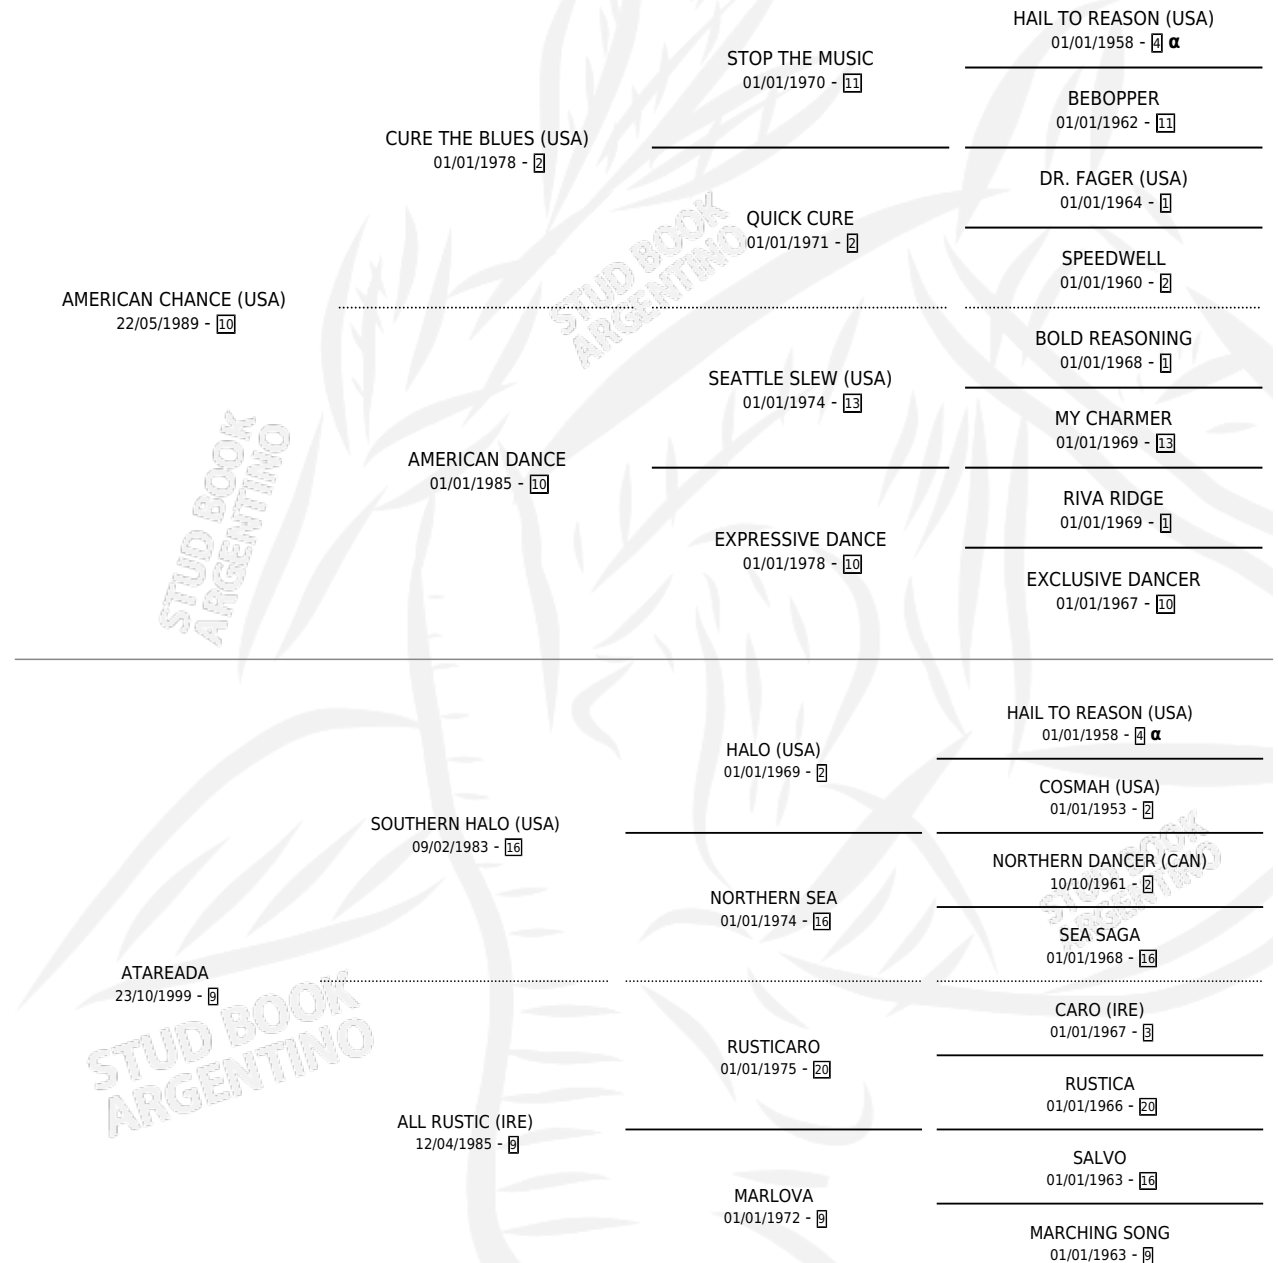 HAIL TO REASON (USA)
01/01/1958 - 4 α
STOP THE MUSIC
01/01/1970 - 11
BEBOPPER
01/01/1962 - 11
CURE THE BLUES (USA)
01/01/1978 - 2
DR. FAGER (USA)
01/01/1964 - 1
QUICK CURE
01/01/1971 - 2
SPEEDWELL
01/01/1960 - 2
STUD BOOK
ARGENTINO
AMERICAN CHANCE (USA)
22/05/1989 - 10
BOLD REASONING
01/01/1968 - 1
SEATTLE SLEW (USA)
01/01/1974 - 13
MY CHARMER
01/01/1969 - 13
AMERICAN DANCE
01/01/1985 - 10
RIVA RIDGE
01/01/1969 - 1
EXPRESSIVE DANCE
01/01/1978 - 10
EXCLUSIVE DANCER
01/01/1967 - 10
STUD BOOK
ARGENTINO
HAIL TO REASON (USA)
01/01/1958 - 4 α
HALO (USA)
01/01/1969 - 2
COSMAH (USA)
01/01/1953 - 2
SOUTHERN HALO (USA)
09/02/1983 - 16
NORTHERN DANCER (CAN)
10/10/1961 - 2
NORTHERN SEA
01/01/1974 - 16
SEA SAGA
01/01/1968 - 16
STUD BOOK
ARGENTINO
ATAREADA
23/10/1999 - 9
CARO (IRE)
01/01/1967 - 3
RUSTICARO
01/01/1975 - 20
RUSTICA
01/01/1966 - 20
ALL RUSTIC (IRE)
12/04/1985 - 9
SALVO
01/01/1963 - 16
MARLOVA
01/01/1972 - 9
MARCHING SONG
01/01/1963 - 9
STUD BOOK
ARGENTINO